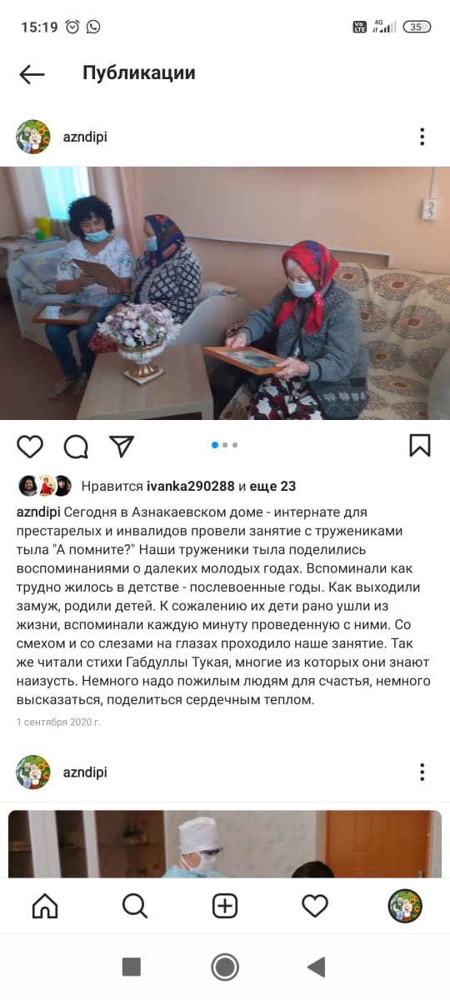 15:19
Vo LTE 4G 35
Публикации
azndipi
Нравится ivanka290288 и еще 23
azndipi Сегодня в Азнакаевском доме - интернате для
престарелых и инвалидов провели занятие с тружениками
тыла "А помните?" Наши труженики тыла поделились
воспоминаниями о далеких молодых годах. Вспоминали как
трудно жилось в детстве - послевоенные годы. Как выходили
замуж, родили детей. К сожалению их дети рано ушли из
жизни, вспоминали каждую минуту проведенную с ними. Со
смехом и со слезами на глазах проходило наше занятие. Так
же читали стихи Габдуллы Тукая, многие из которых они знают
наизусть. Немного надо пожилым людям для счастья, немного
высказаться, поделиться сердечным теплом.
1 сентября 2020 г.
azndipi